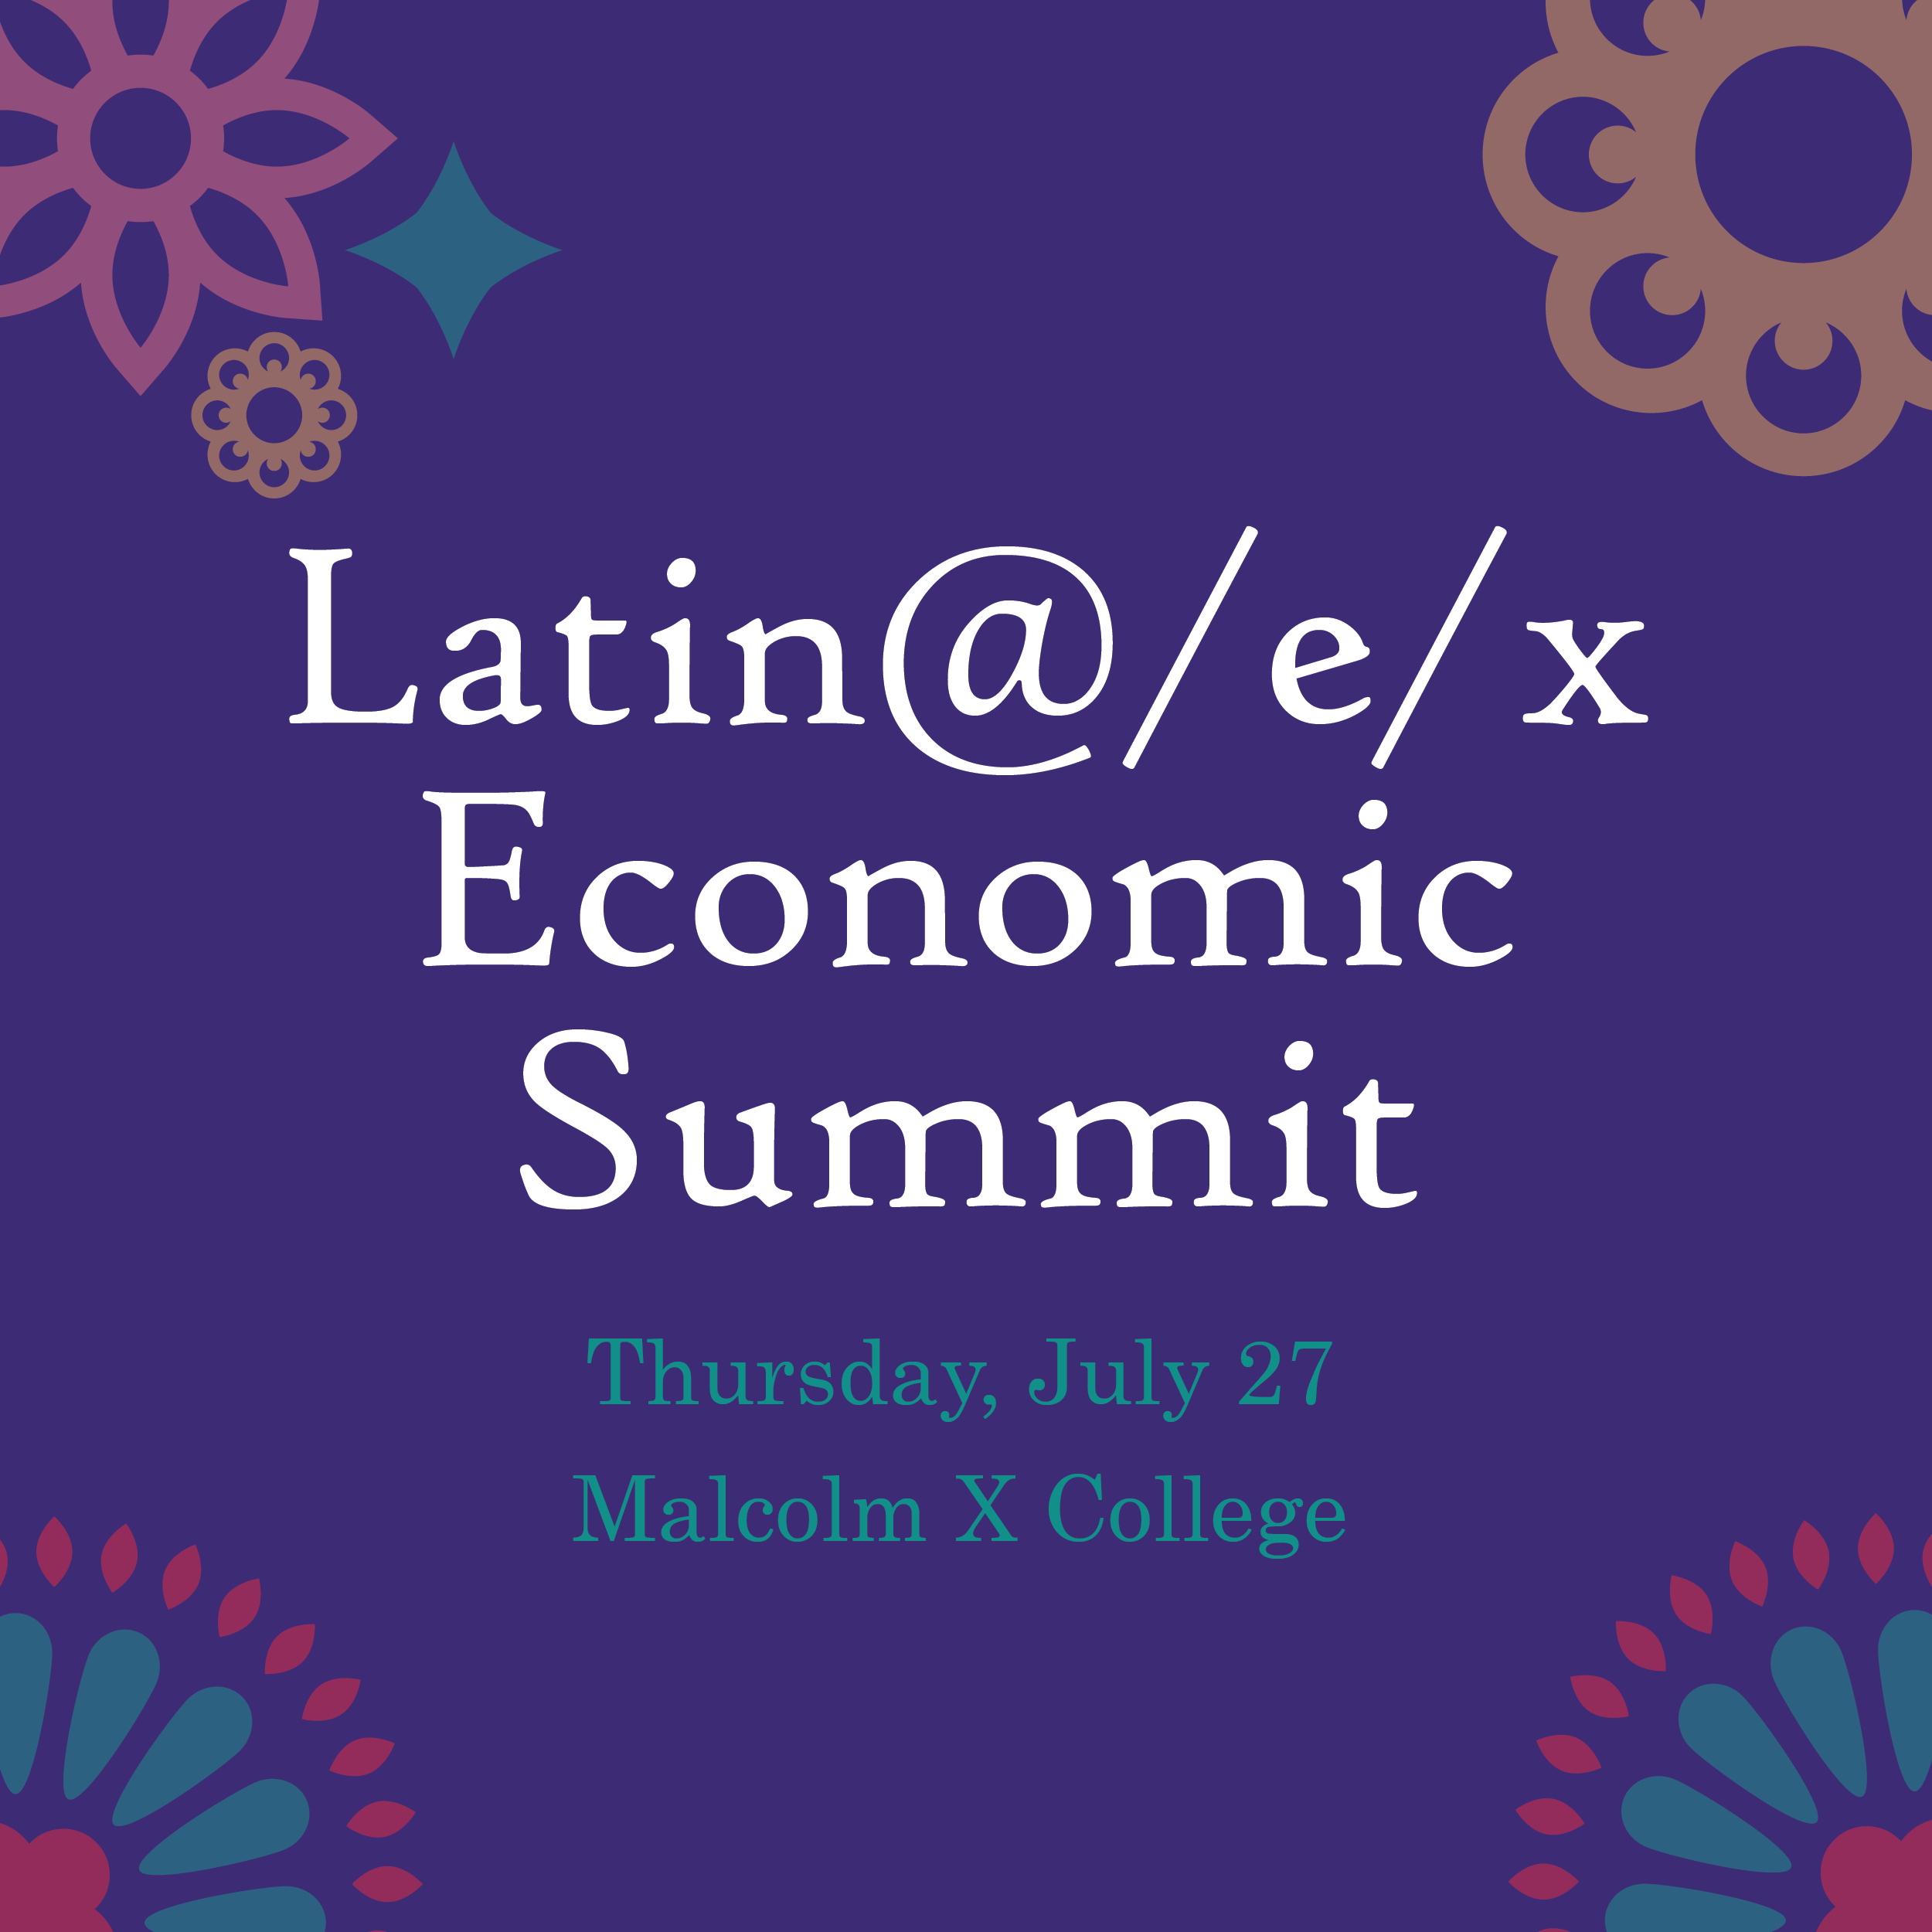 Latin@/e/x
Economic
Summit
Thursday, July 27
Malcolm X College